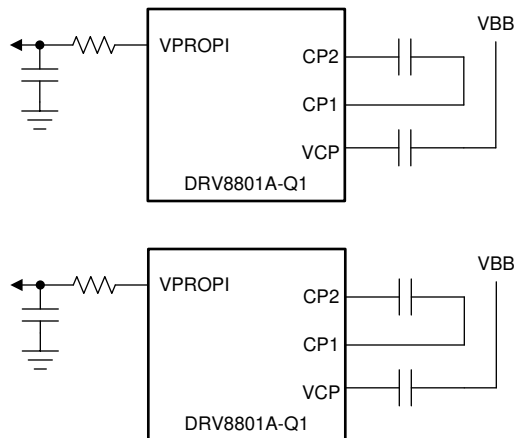 VBB
VPROPI
CP2
CP1
VCP
DRV8801A-Q1
VBB
VPROPI
CP2
CP1
VCP
DRV8801A-Q1